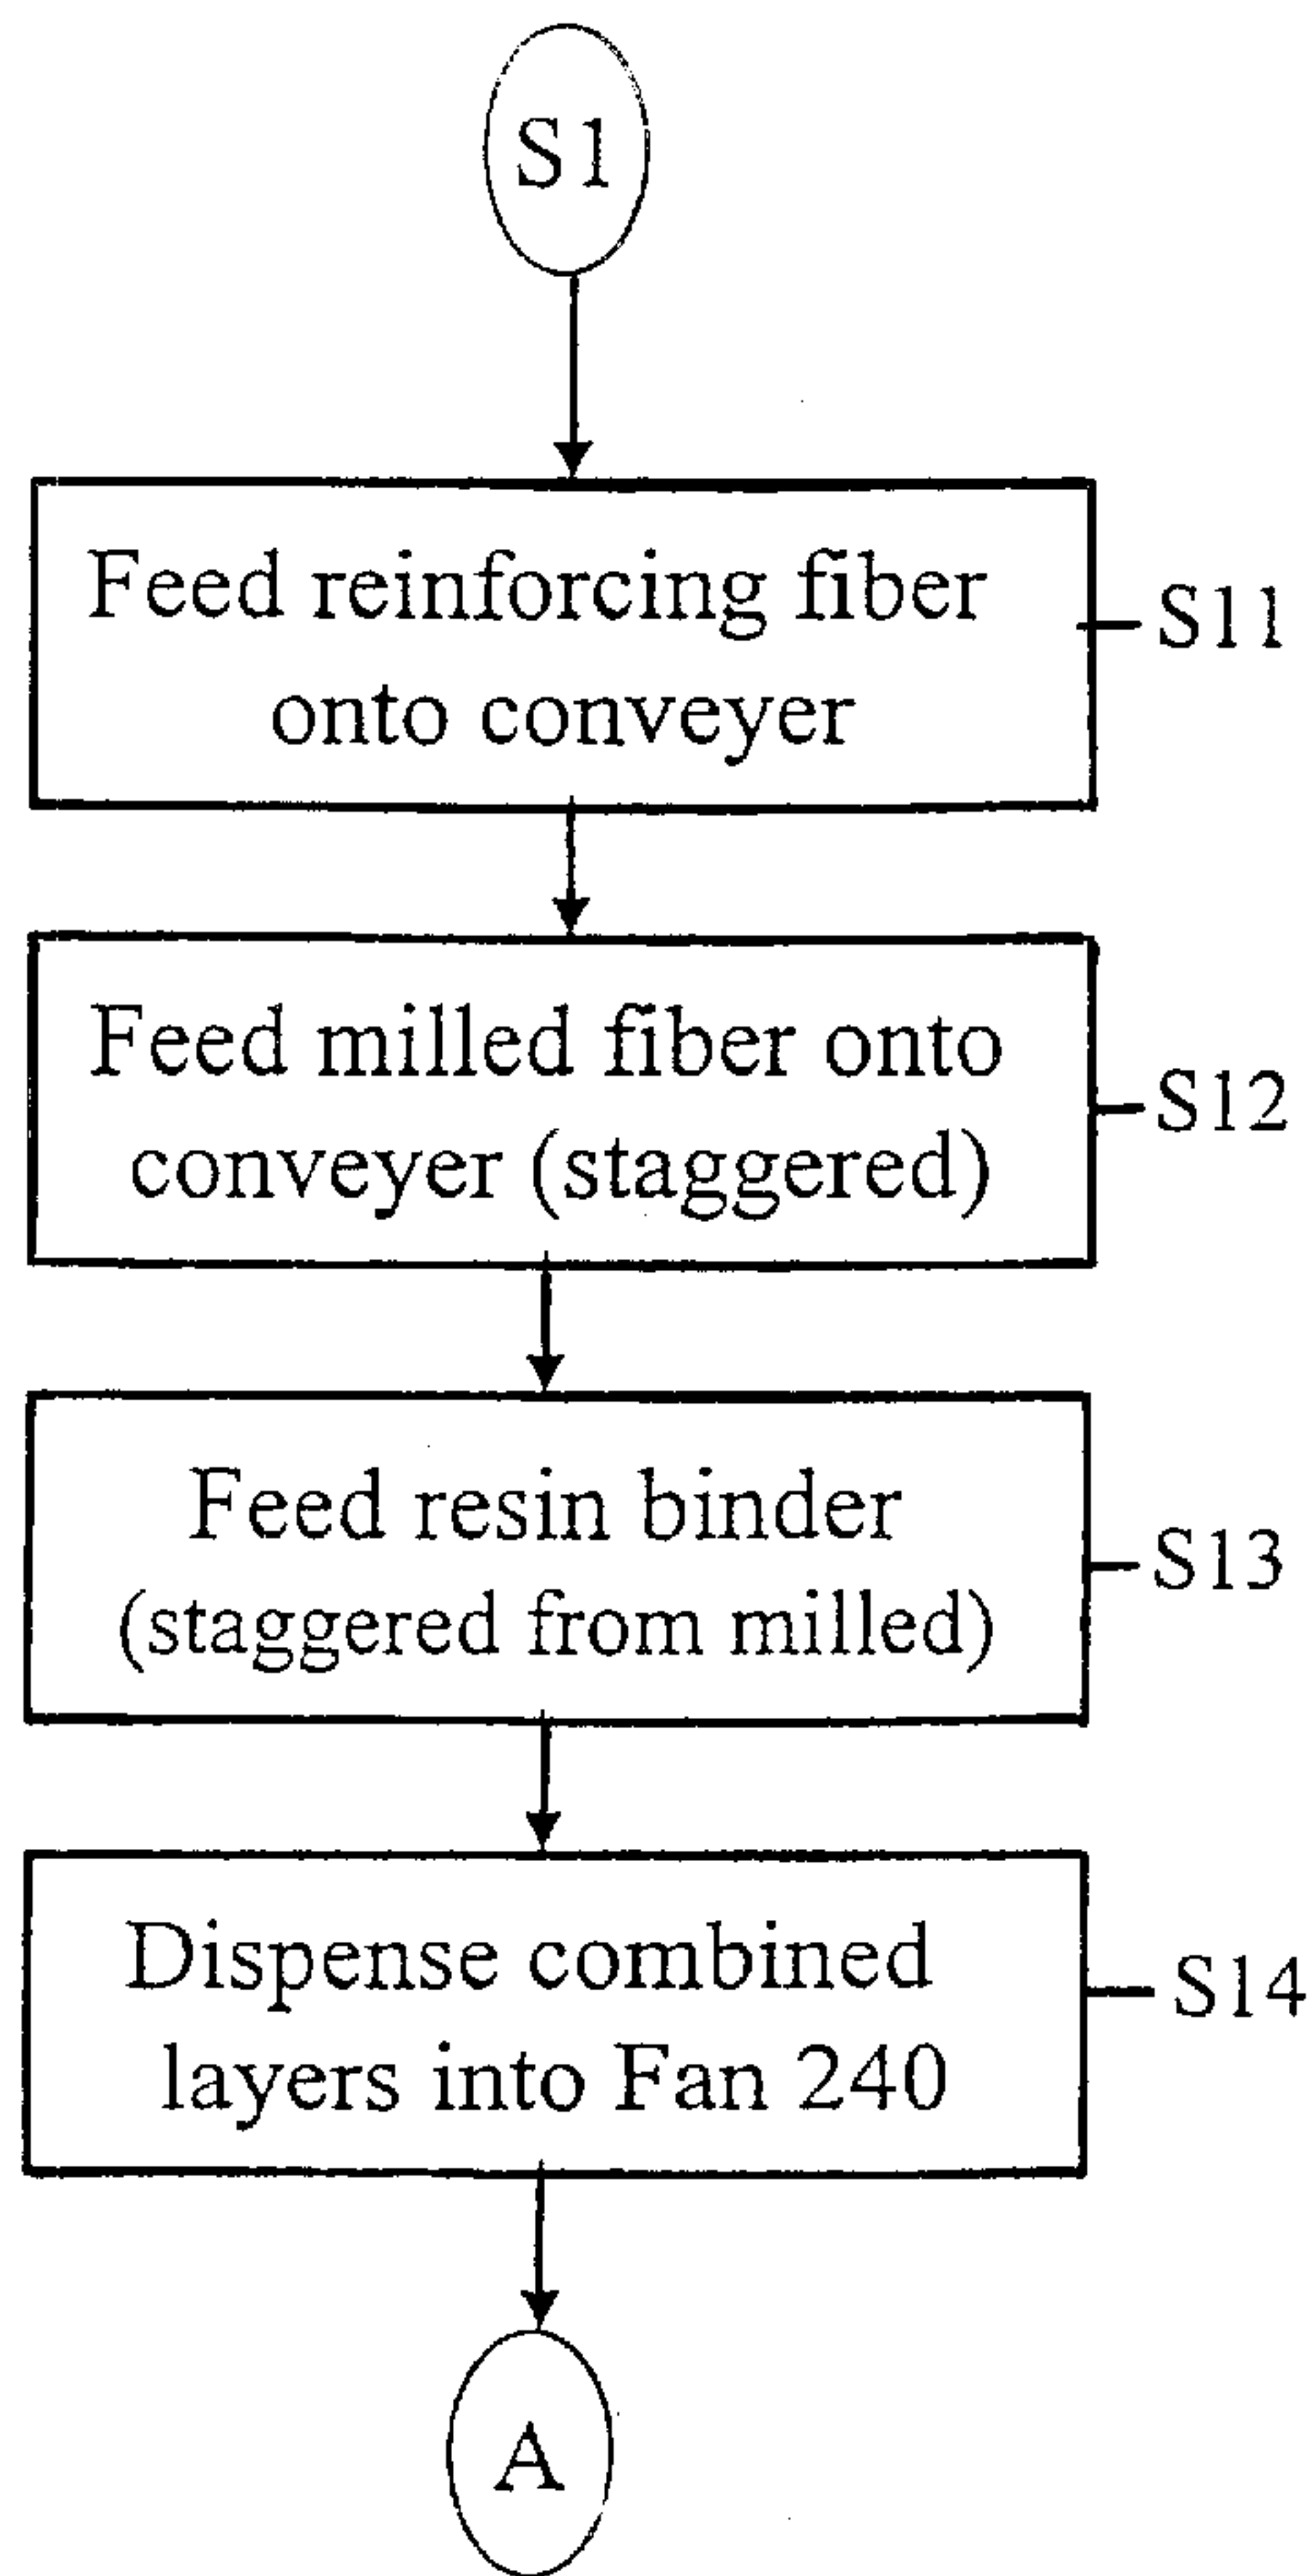 S1
Feed reinforcing fiber
onto conveyer
S11
Feed milled fiber onto
conveyer (staggered)
S12
Feed resin binder
(staggered from milled)
S13
Dispense combined
layers into Fan 240
S14
A